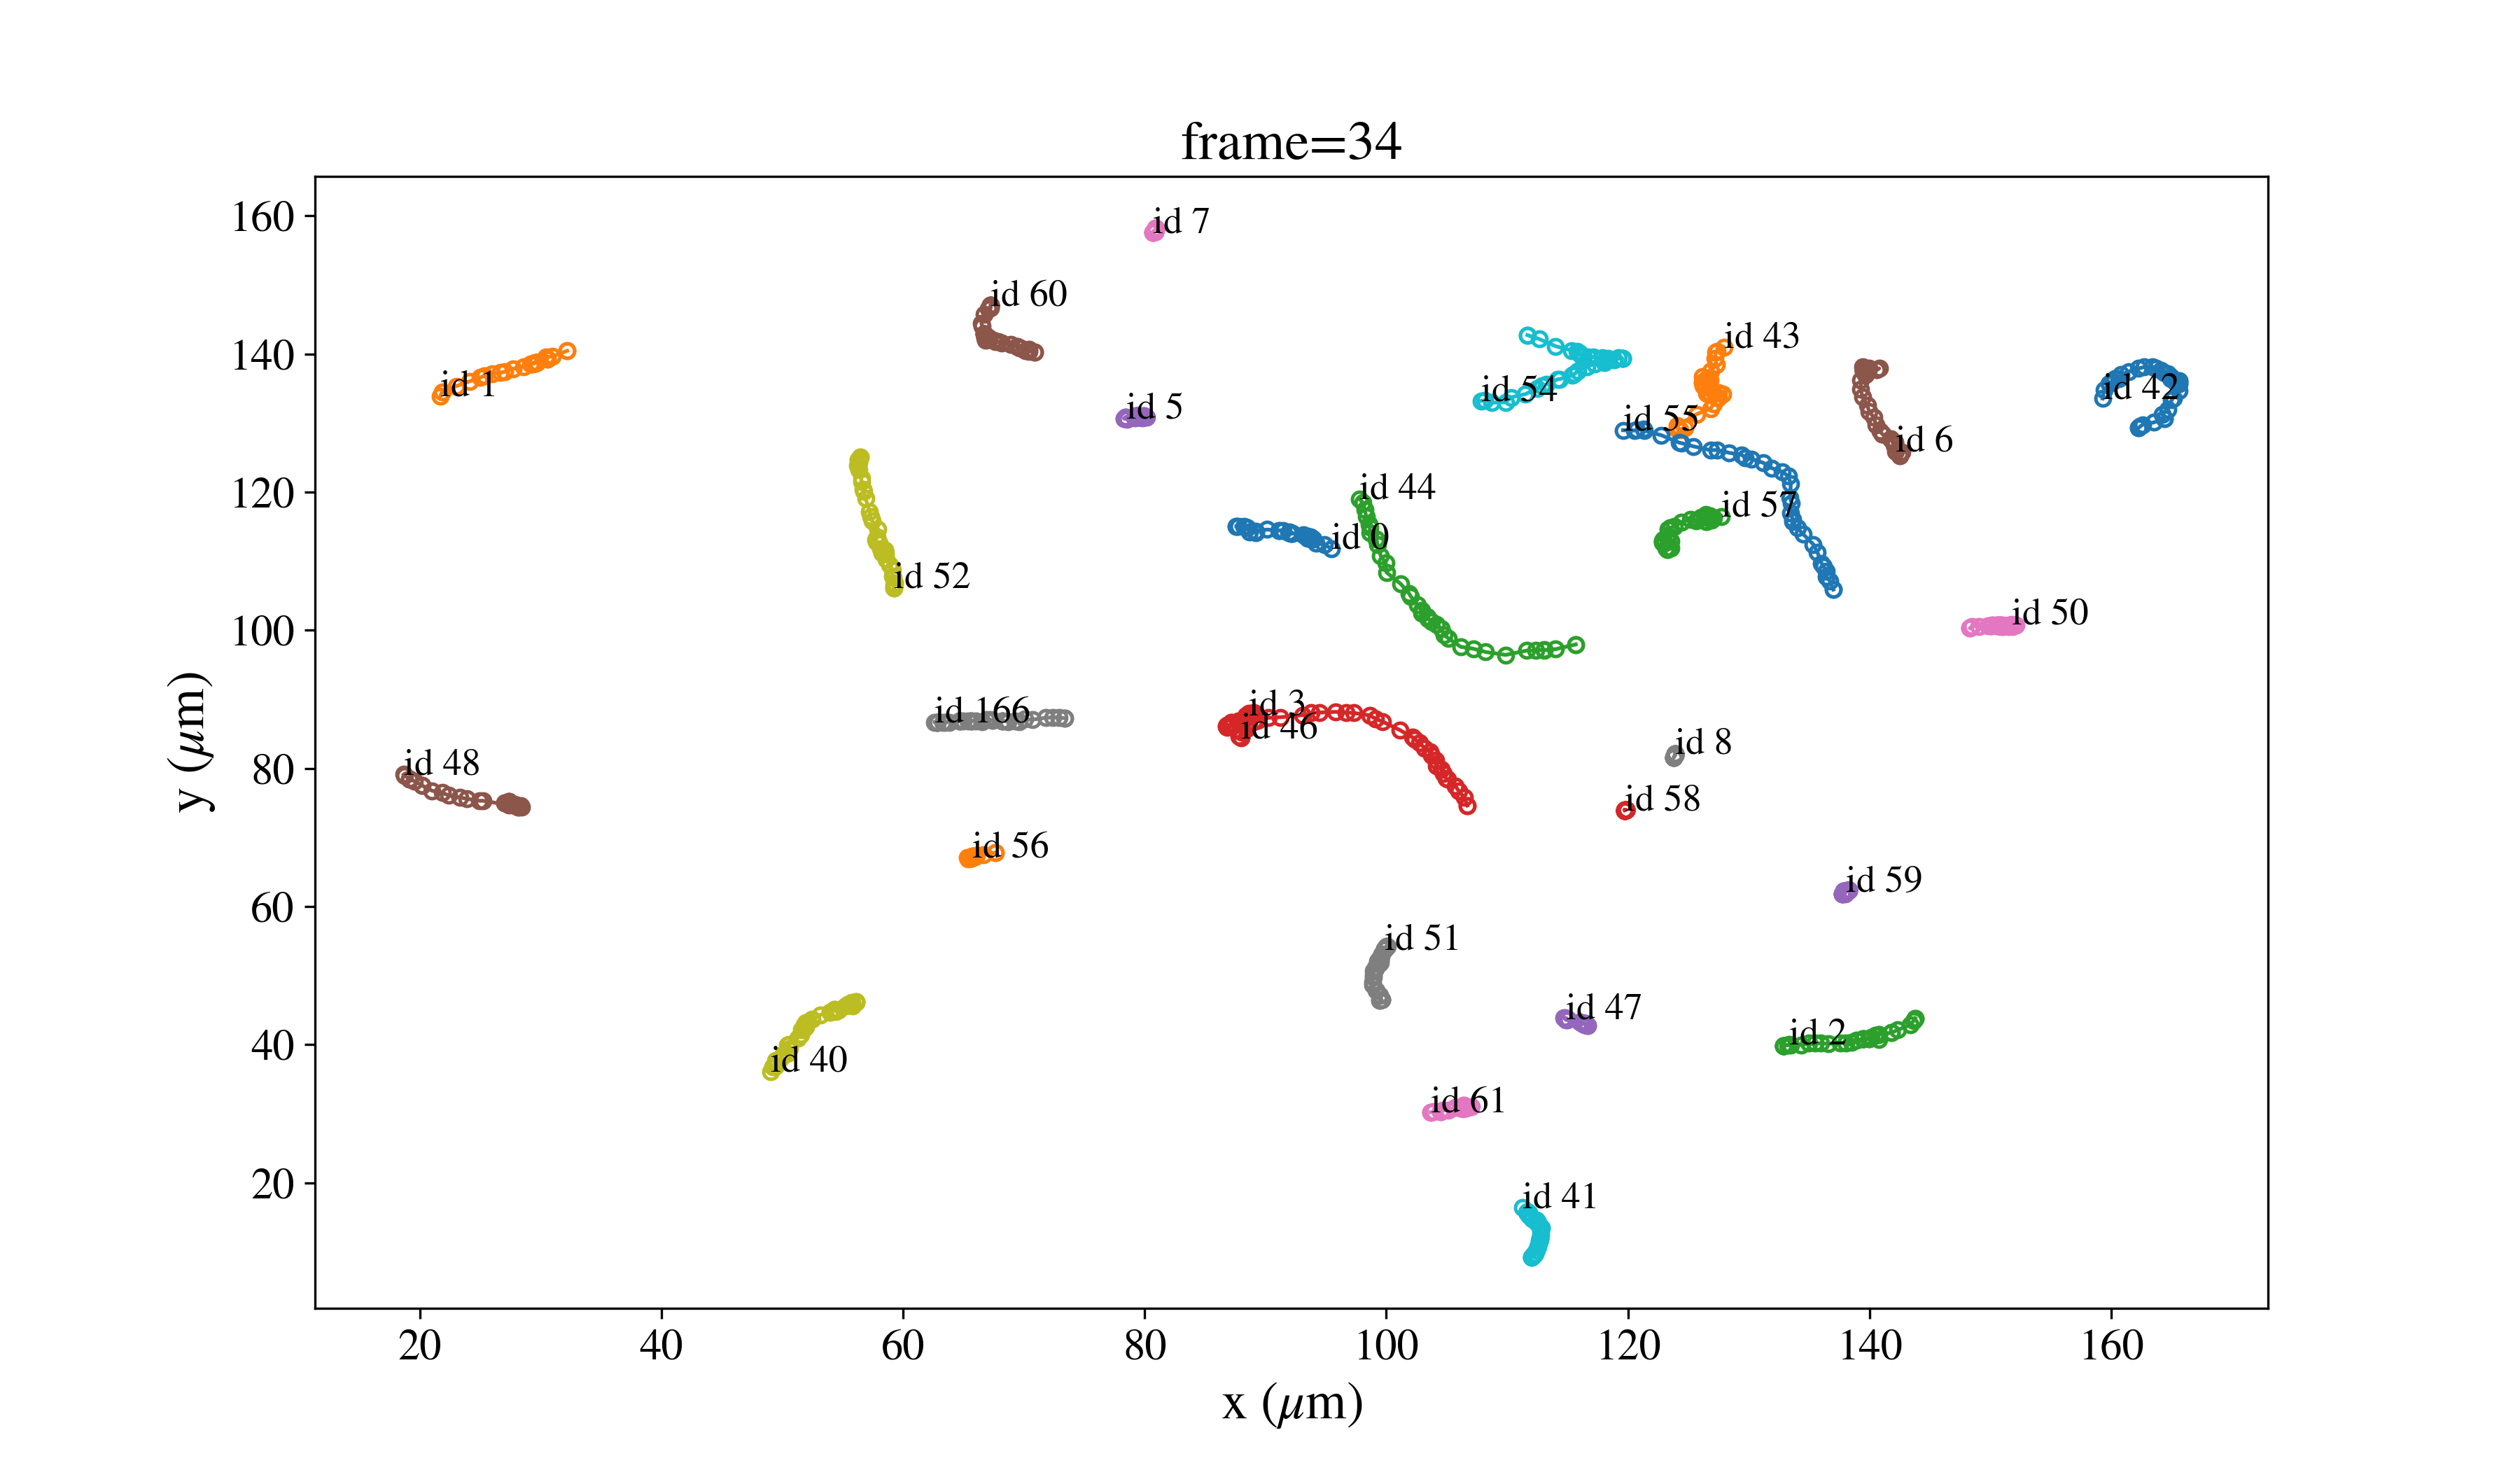 frame=34
160
id 7
id 60
id 43
140
id 1
id 54
id 42
id 5
id 55
id 6
120
id 44
id 57
id 0
id 52
100
id 50
id 3
id 166
id 46
80
id 48
id 8
id 58
id 56
60
id 59
id 51
40
id 47
id 2
id 40
id 61
20
id 41
y (μm)
20 40 60 80 100 120 140 160
x (μm)